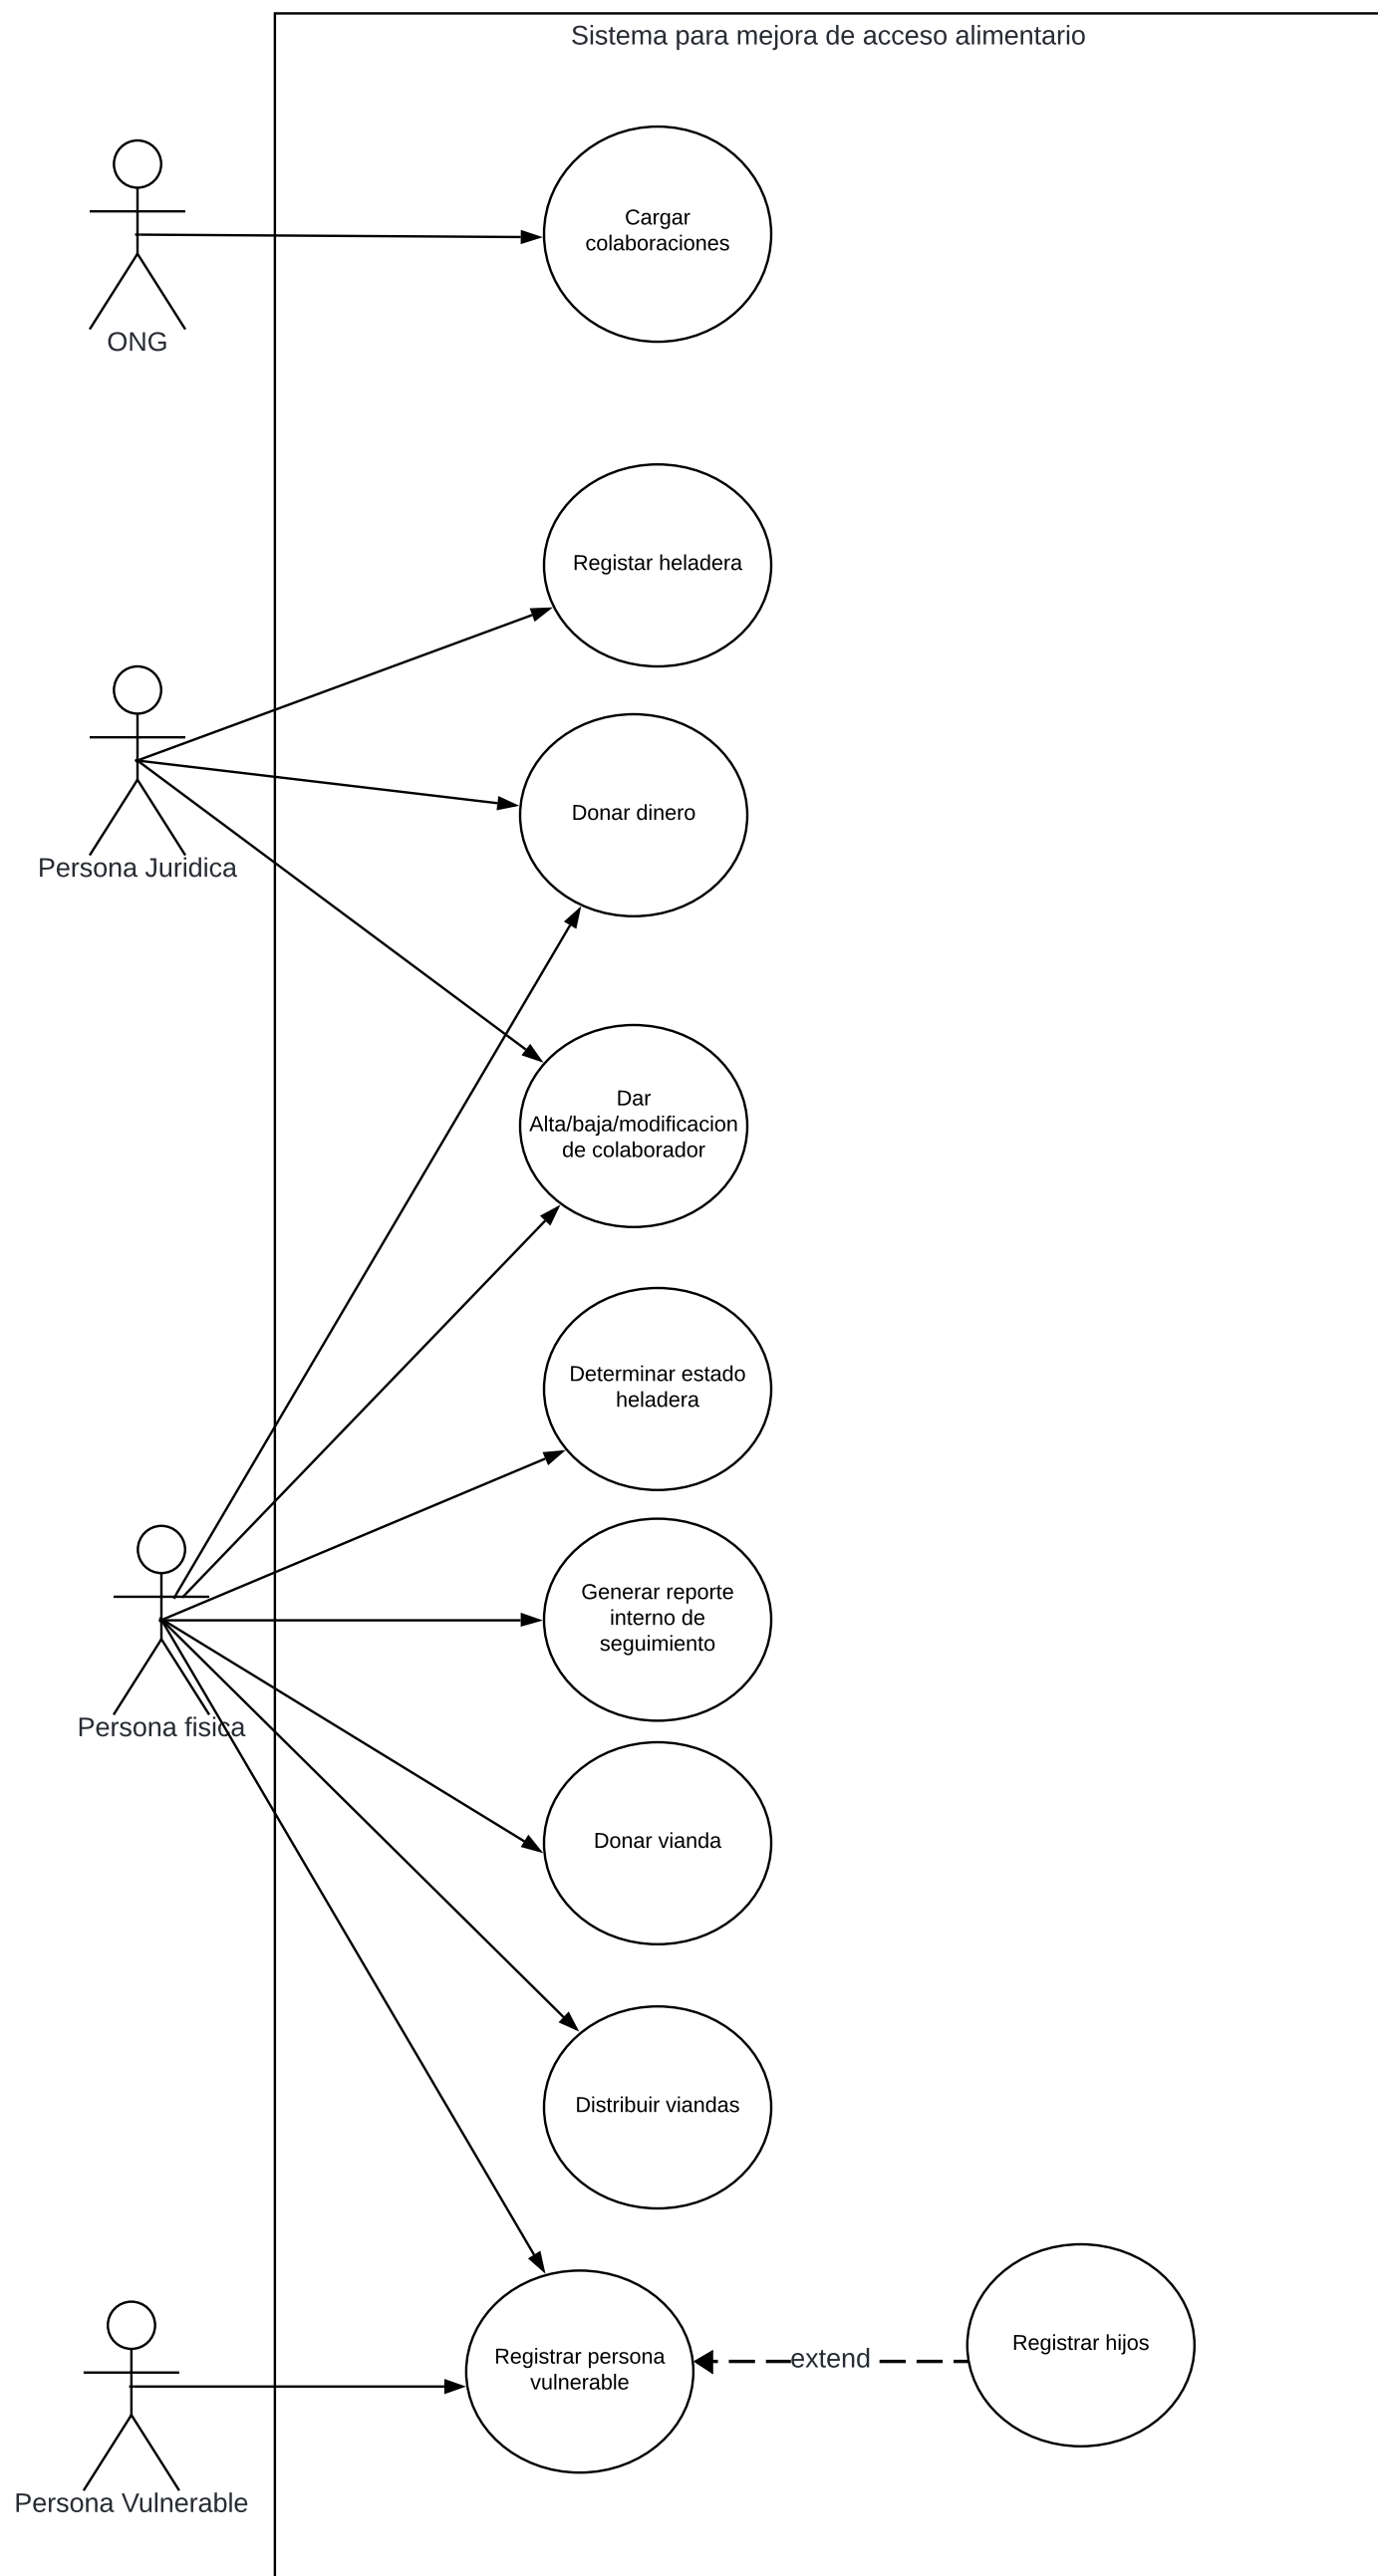 Sistema para mejora de acceso alimentario
Cargar
colaboraciones
ONG
Registar heladera
Persona Juridica
Donar dinero
Dar
Alta/baja/modificacion
de colaborador
Determinar estado
heladera
Persona fisica
Generar reporte
interno de
seguimiento
Donar vianda
Distribuir viandas
Persona Vulnerable
Registrar persona
vulnerable
extend
Registrar hijos